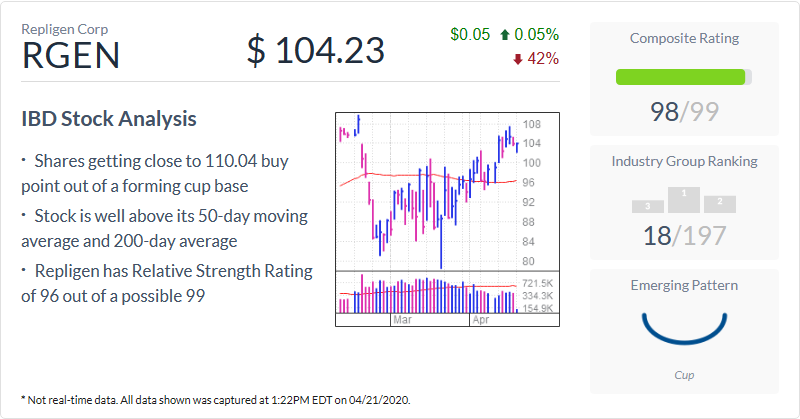 Repligen Corp
RGEN
$ 104.23
$0.05 0.05%
42%
IBD Stock Analysis
· Shares getting close to 110.04 buy
point out of a forming cup base
· Stock is well above its 50-day moving
average and 200-day average
· Repligen has Relative Strength Rating
of 96 out of a possible 99
108
104
100
96
92
88
84
80
721.5K
334.3K
154.9K
Mar Apr
Composite Rating
98/99
Industry Group Ranking
3 1 2
18/197
Emerging Pattern
Cup
* Not real-time data. All data shown was captured at 1:22PM EDT on 04/21/2020.